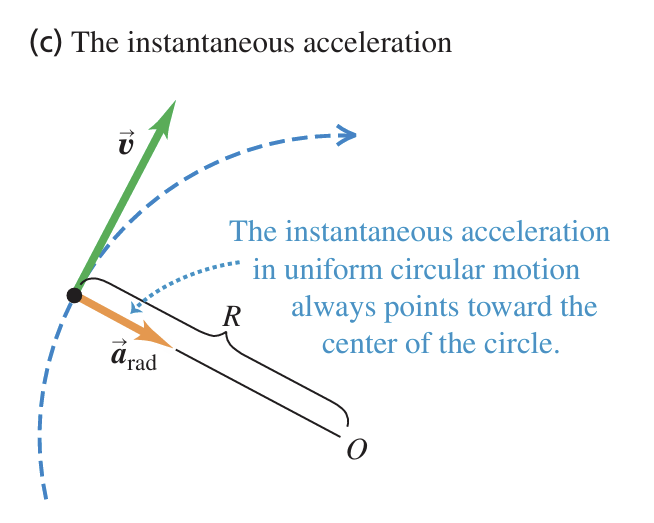 (c) The instantaneous acceleration
v⃗
The instantaneous acceleration
in uniform circular motion
always points toward the
center of the circle.
R
a⃗rad
O